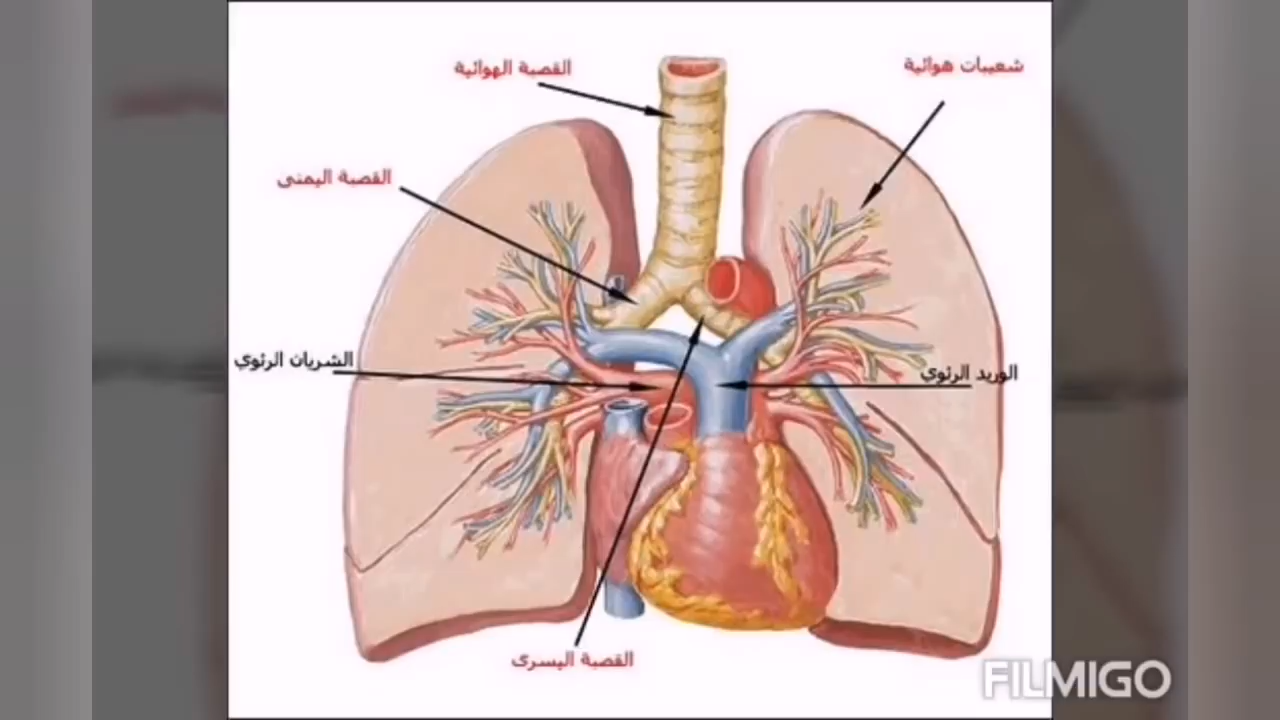 شعيبات هوائية
القصبة الهوائية
القصبة اليمنى
الوريد الرئوي
الشريان الرئوي
القصبة اليسرى
FILMIGO